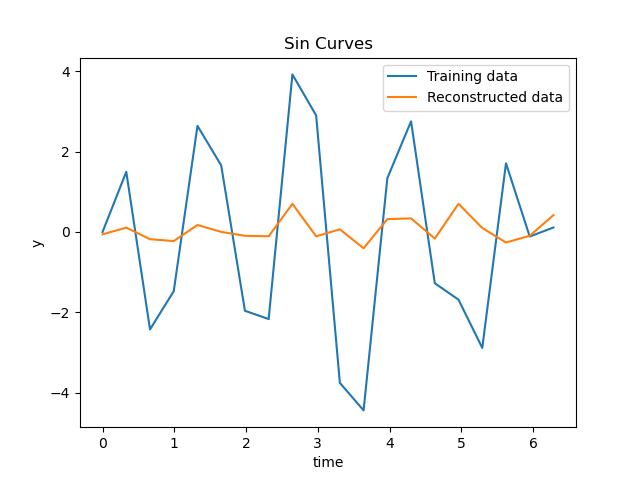 Sin Curves
Training data
Reconstructed data
4
2
0
−2
−4
y
0 1 2 3 4 5 6
time